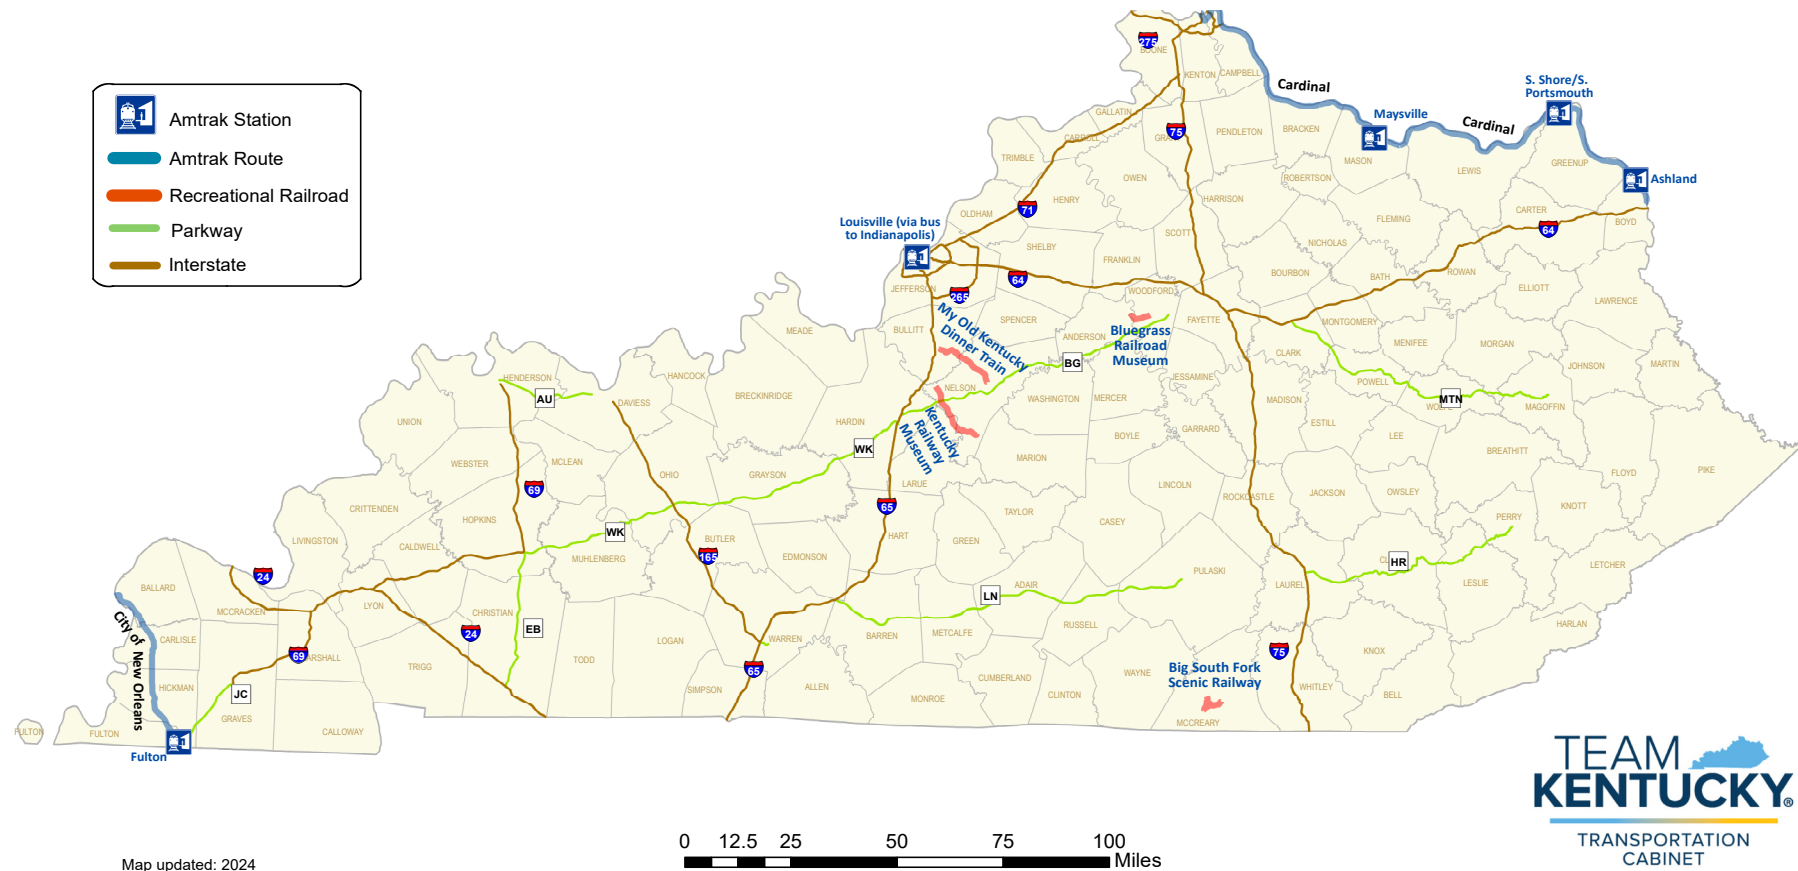 Amtrak Station
Amtrak Route
Recreational Railroad
Parkway
Interstate
275
BOONE
KENTON
CAMPBELL
Cardinal
S. Shore/S.
Portsmouth
Maysville
Cardinal
GALLATIN
CARROLL
75
PENDLETON
BRACKEN
MASON
GREENUP
LEWIS
Ashland
TRIMBLE
OWEN
ROBERTSON
HARRISON
HENRY
71
OLDHAM
FLEMING
CARTER
BOYD
64
Louisville (via bus
to Indianapolis)
SHELBY
SCOTT
NICHOLAS
FRANKLIN
BOURBON
BATH
ROWAN
ELLIOTT
LAWRENCE
JEFFERSON
265
64
WOODFORD
SPENCER
FAYETTE
MONTGOMERY
BULLITT
My Old Kentucky
Dinner Train
ANDERSON
Bluegrass
Railroad
Museum
MEADE
MENIFEE
MORGAN
CLARK
JOHNSON
MARTIN
BG
HENDERSON
HANCOCK
NELSON
JESSAMINE
POWELL
AU
DAVIESS
BRECKINRIDGE
WASHINGTON
MERCER
MADISON
MTN
WOLFE
MAGOFFIN
UNION
HARDIN
Kentucky
Railway
Museum
GARRARD
ESTILL
BOYLE
LEE
WK
BREATHITT
MARION
WEBSTER
MCLEAN
OHIO
GRAYSON
FLOYD
PIKE
LARUE
LINCOLN
ROCKCASTLE
JACKSON
OWSLEY
69
65
CRITTENDEN
HOPKINS
TAYLOR
CASEY
KNOTT
PERRY
LIVINGSTON
CALDWELL
WK
BUTLER
HART
GREEN
165
EDMONSON
MUHLENBERG
HR
LETCHER
PULASKI
LAUREL
LESLIE
24
BALLARD
MCCRACKEN
LYON
CHRISTIAN
LN
ADAIR
EB
24
RUSSELL
HARLAN
City of New Orleans
CARLISLE
LOGAN
WARREN
BARREN
METCALFE
KNOX
69
ARSHALL
TRIGG
TODD
65
75
Big South Fork
Scenic Railway
WAYNE
CUMBERLAND
HICKMAN
JC
SIMPSON
ALLEN
MONROE
CLINTON
WHITLEY
BELL
GRAVES
MCCREARY
FULTON
FULTON
CALLOWAY
Fulton
TEAM
KENTUCKY®
TRANSPORTATION
CABINET
0 12.5 25 50 75 100
Miles
Map updated: 2024